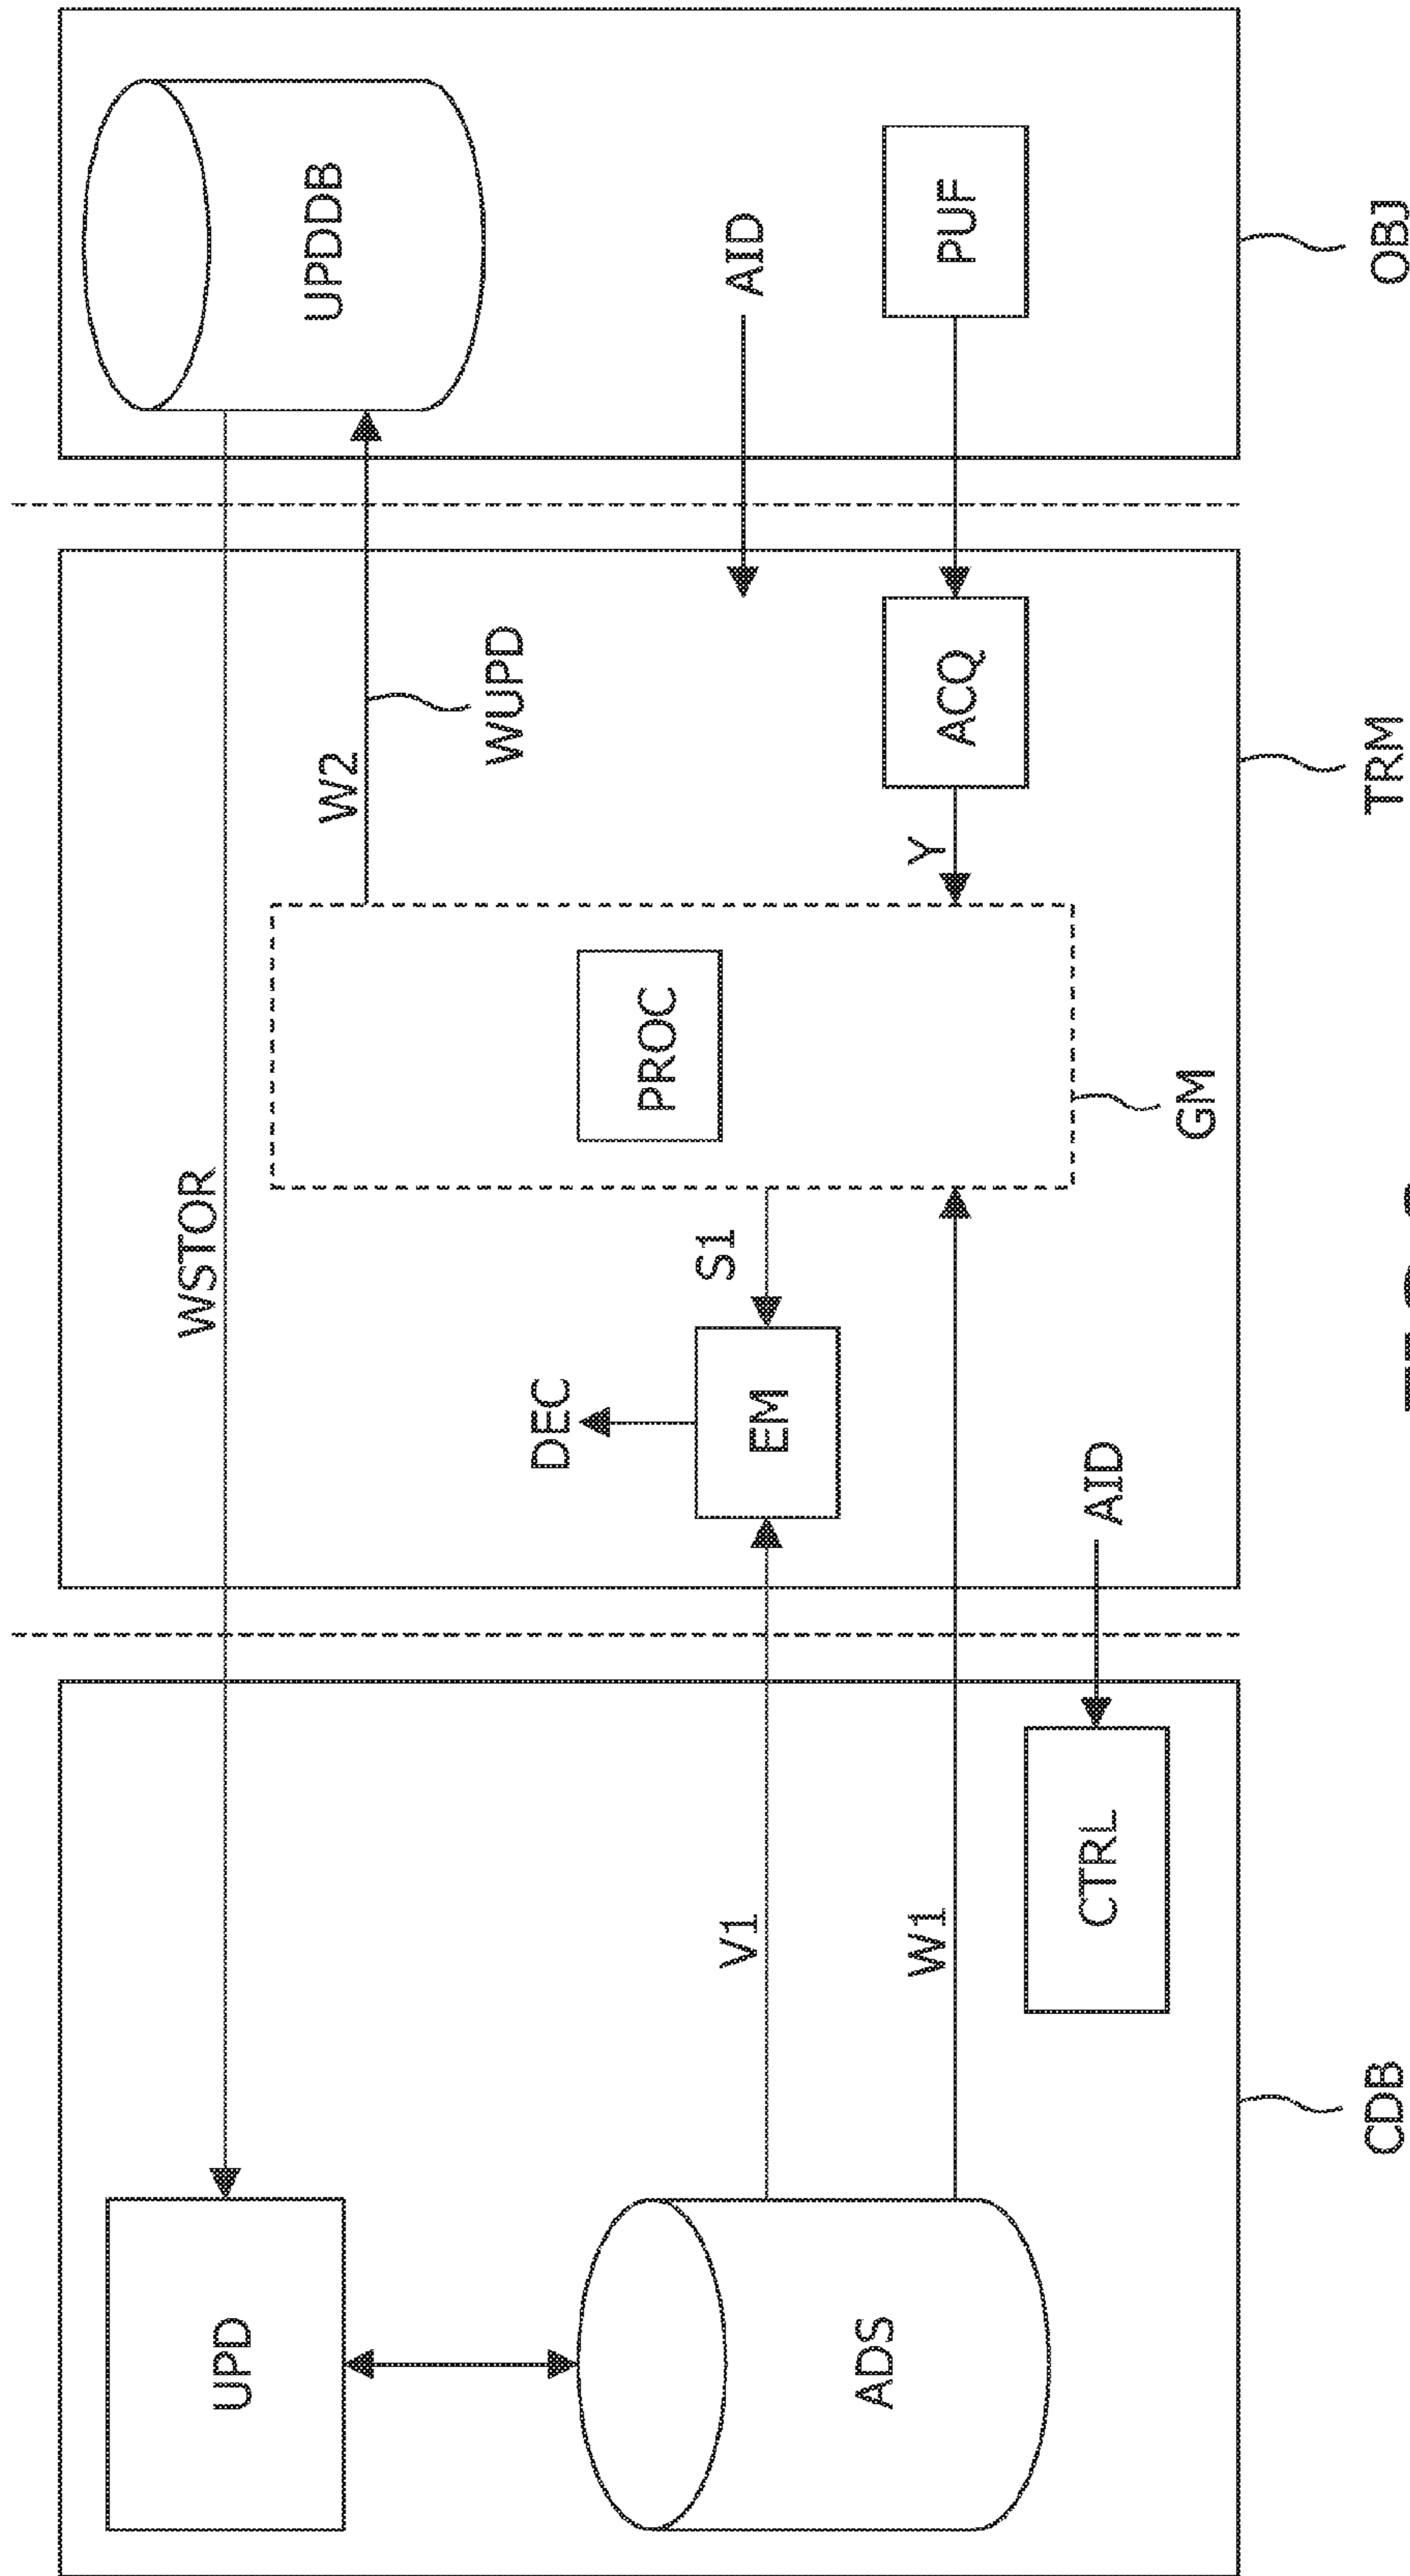 UPD
ADS
CTRL
CDB
WSTOR
V1
W1
AID
DEC
EM
S1
PROC
GM
W2
WUPD
Y
ACQ
TRM
UPDDB
AID
PUF
OBJ